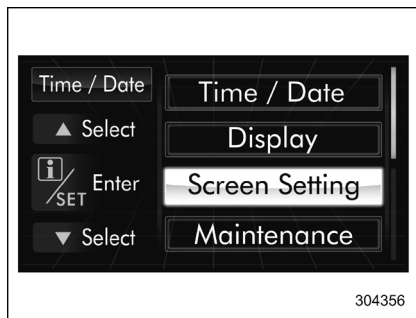 Time / Date
▲ Select
i/SET Enter
▼ Select
Time / Date
Display
Screen Setting
Maintenance
304356